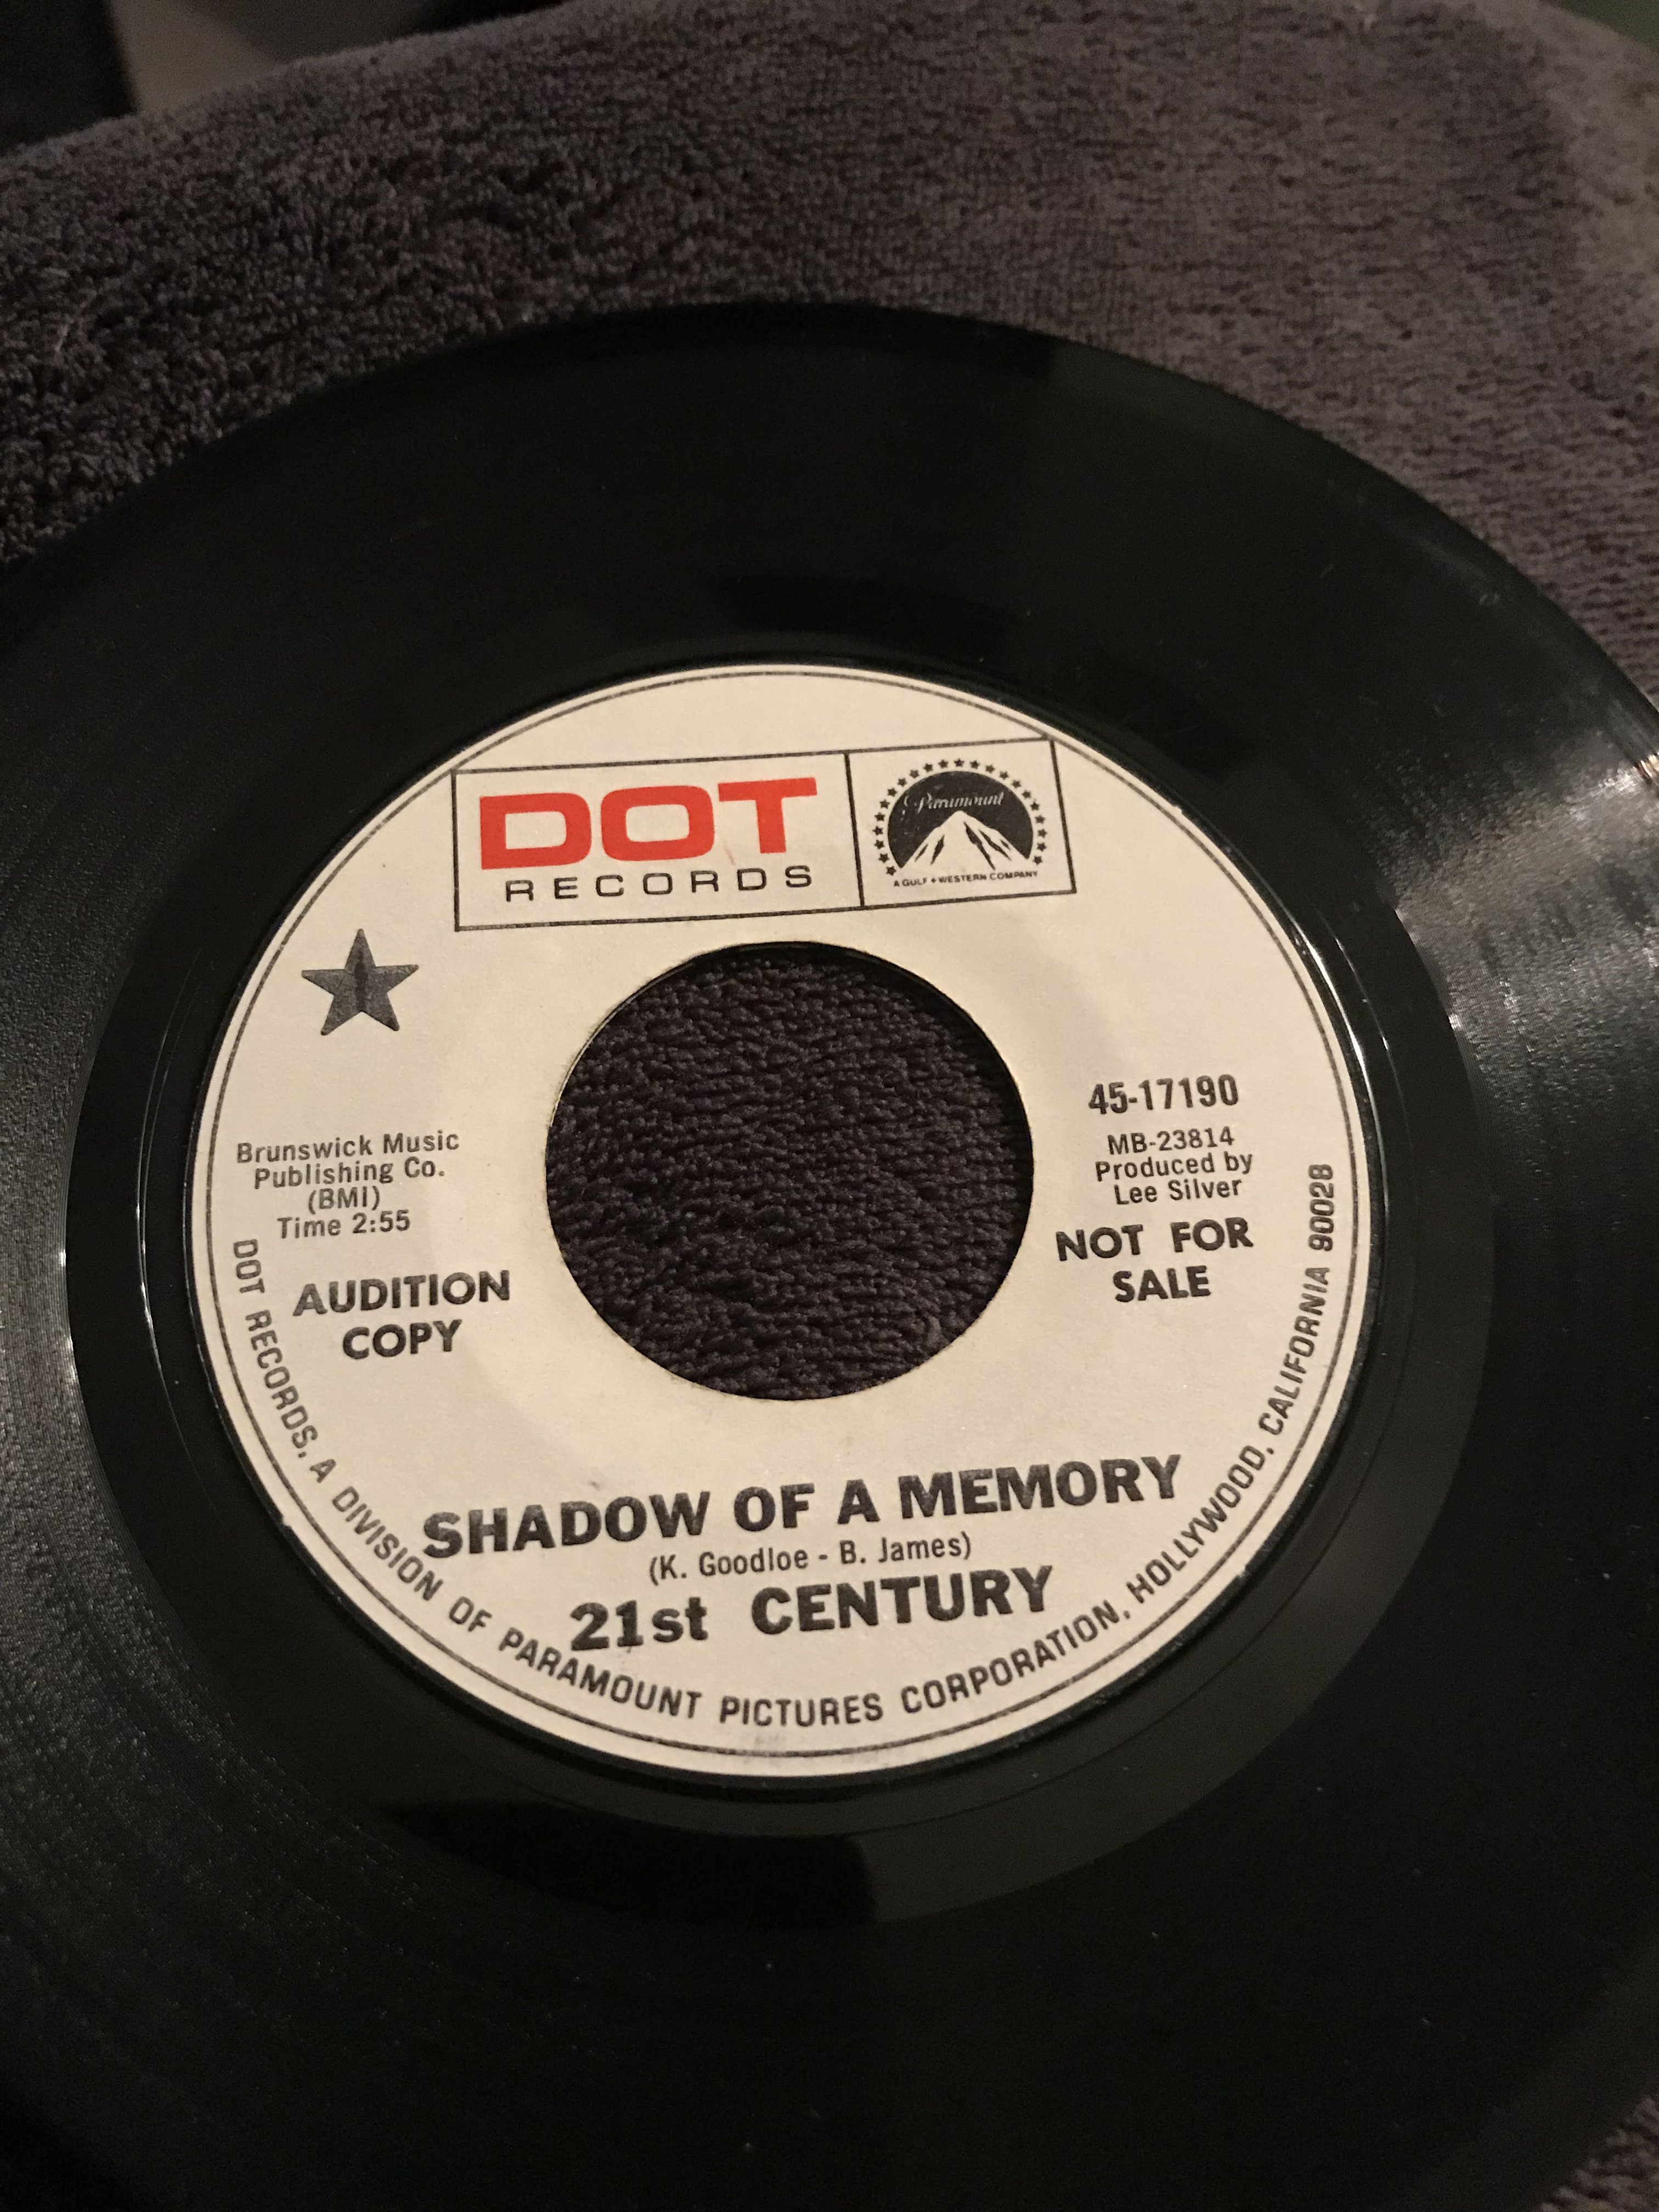 DOT
RECORDS
Paramount
A GULF + WESTERN COMPANY
45-17190
MB-23814
Produced by
Lee Silver
NOT FOR
SALE
Brunswick Music
Publishing Co.
(BMI)
Time 2:55
AUDITION
COPY
SHADOW OF A MEMORY
(K. Goodloe - B. James)
21st CENTURY
DOT RECORDS, A DIVISION OF PARAMOUNT PICTURES CORPORATION, HOLLYWOOD, CALIFORNIA 90028